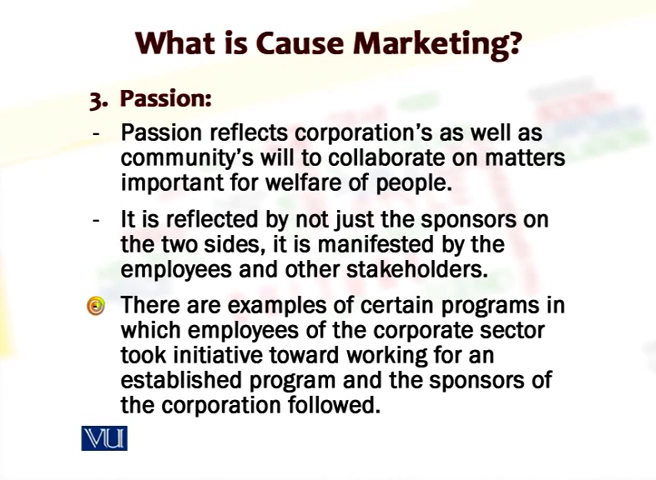 What is Cause Marketing?
3. Passion:
- Passion reflects corporation's as well as
community's will to collaborate on matters
important for welfare of people.
- It is reflected by not just the sponsors on
the two sides, it is manifested by the
employees and other stakeholders.
There are examples of certain programs in
which employees of the corporate sector
took initiative toward working for an
established program and the sponsors of
the corporation followed.
VU